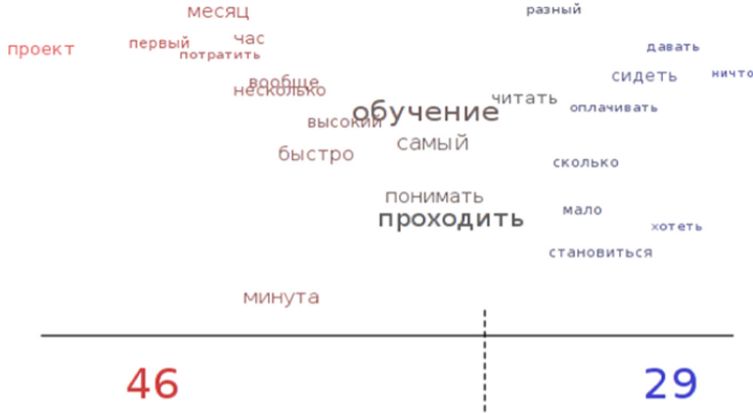 месяц
разный
час
первый
проект
потратить
давать
вообще
несколько
сидеть
ничто
читать
оплачивать
обучение
высокий
самый
быстро
сколько
понимать
мало
проходить
хотеть
становиться
минута
46
29